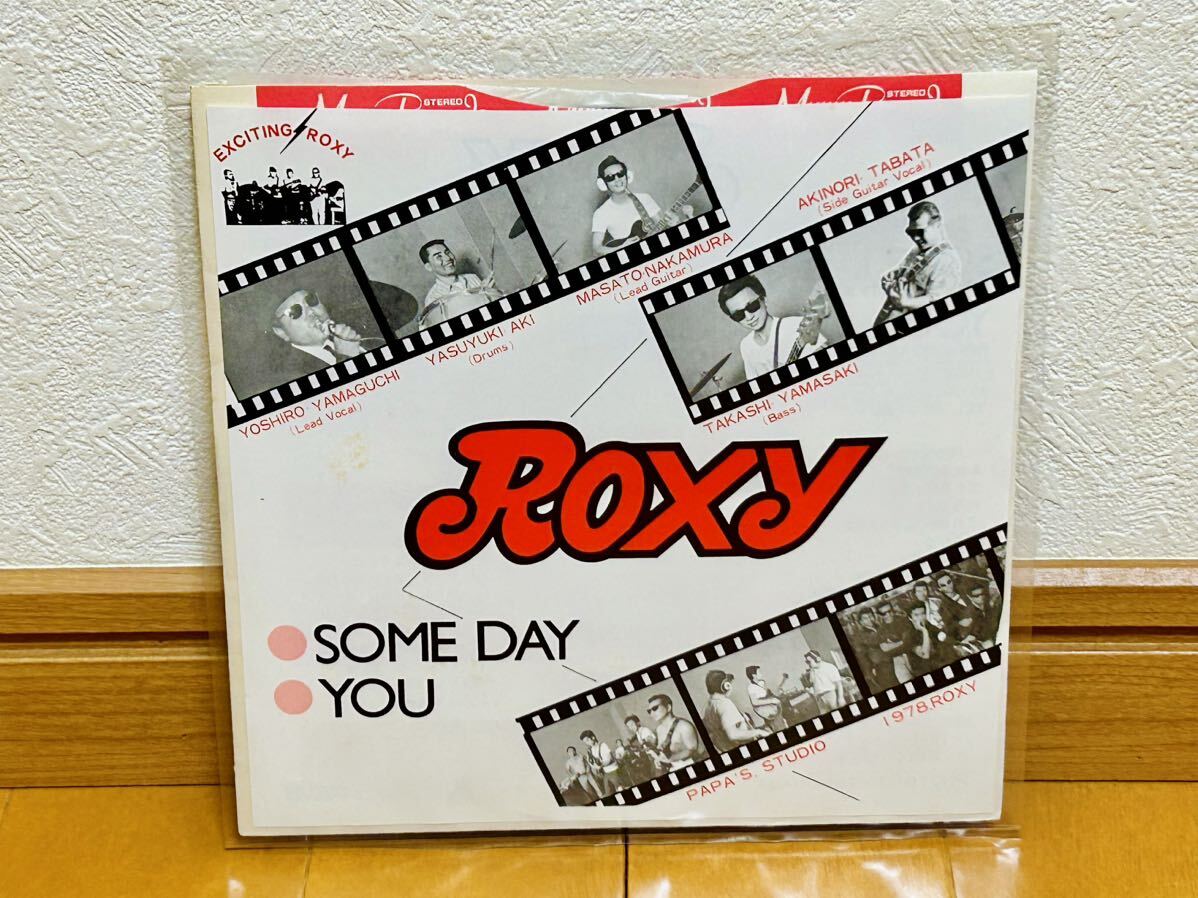 STEREO
STEREO
EXCITING ROXY
AKINORI·TABATA
(Side Guitar Vocal)
MASATO·NAKAMURA
(Lead Guitar)
YASUYUKI·AKI
(Drums)
YOSHIRO·YAMAGUCHI
(Lead Vocal)
TAKASHI·YAMASAKI
(Bass)
ROXY
SOME DAY
YOU
1978.ROXY
PAPA'S. STUDIO